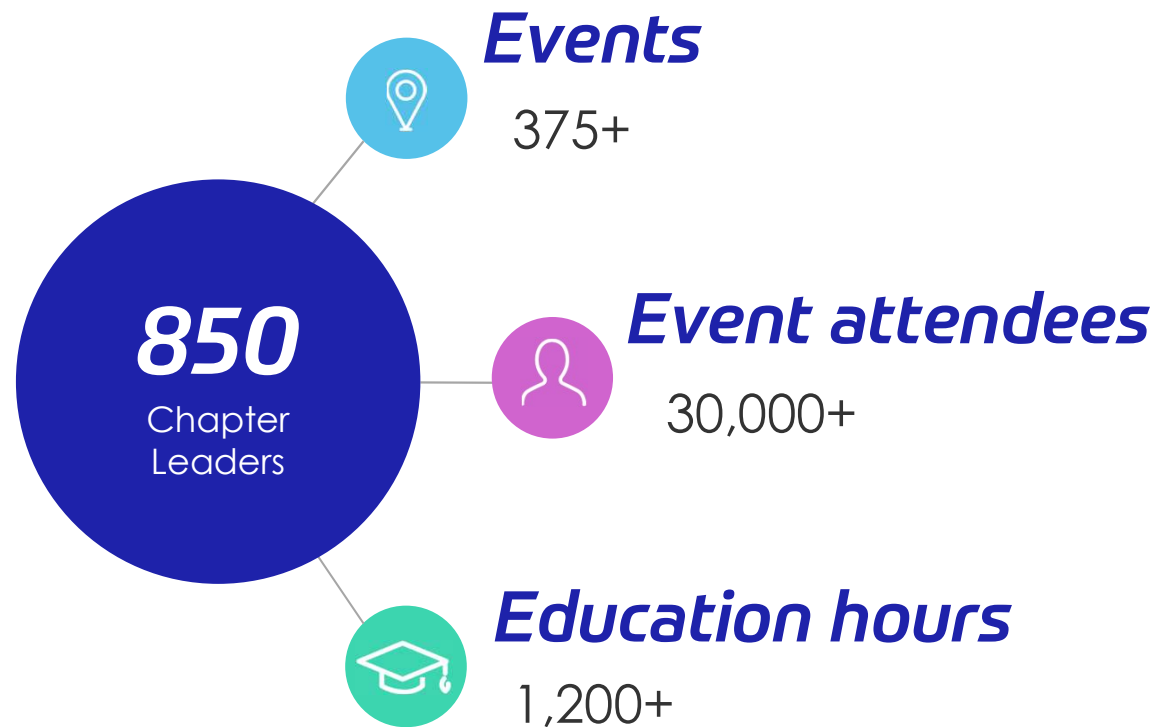 Events
375+
850
Chapter
Leaders
Event attendees
30,000+
Education hours
1,200+